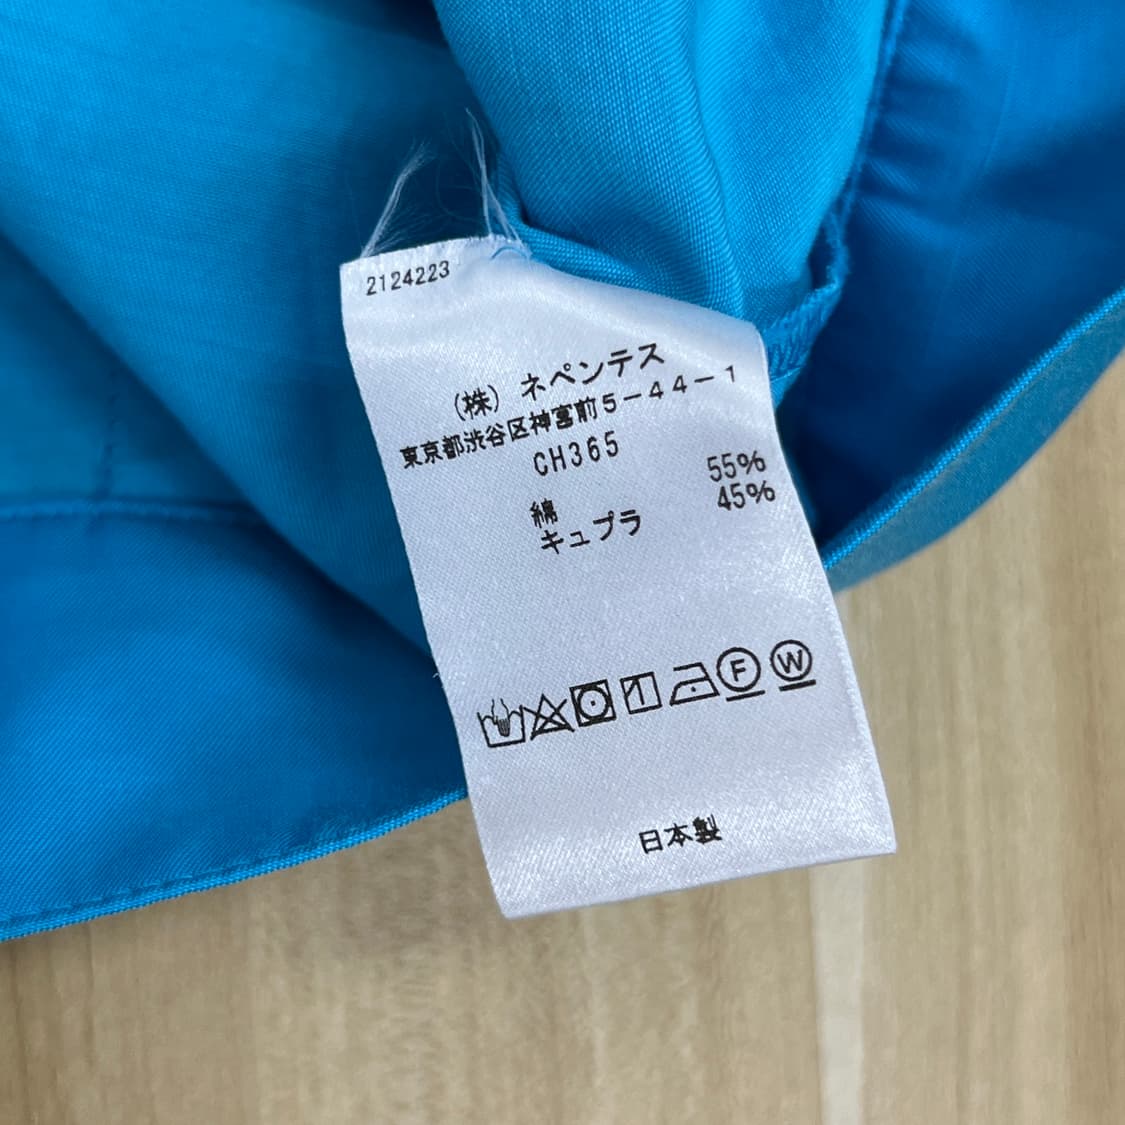 2124223
（株）ネペンテス
東京都渋谷区神宮前5－44－1
CH365
綿 55%
キュプラ 45%
F W
日本製